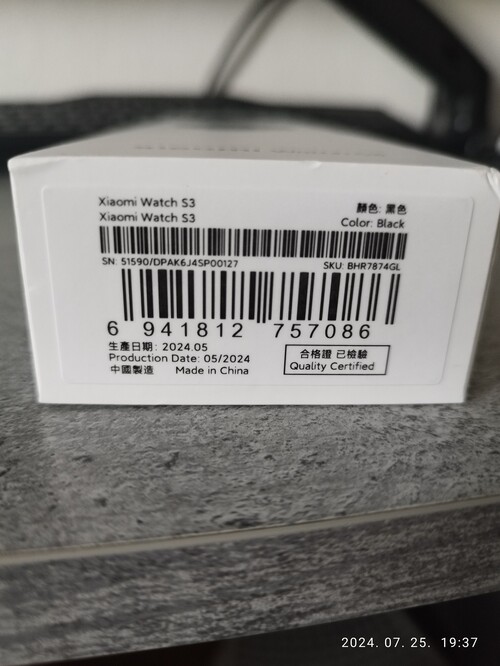 Xiaomi Watch S3
Xiaomi Watch S3
顏色: 黑色
Color: Black
SN: 51590/DPAK6J4SP00127
SKU: BHR7874GL
6 941812 757086
生產日期: 2024.05
Production Date: 05/2024
中國製造 Made in China
合格證 已檢驗
Quality Certified
2024. 07. 25. 19:37